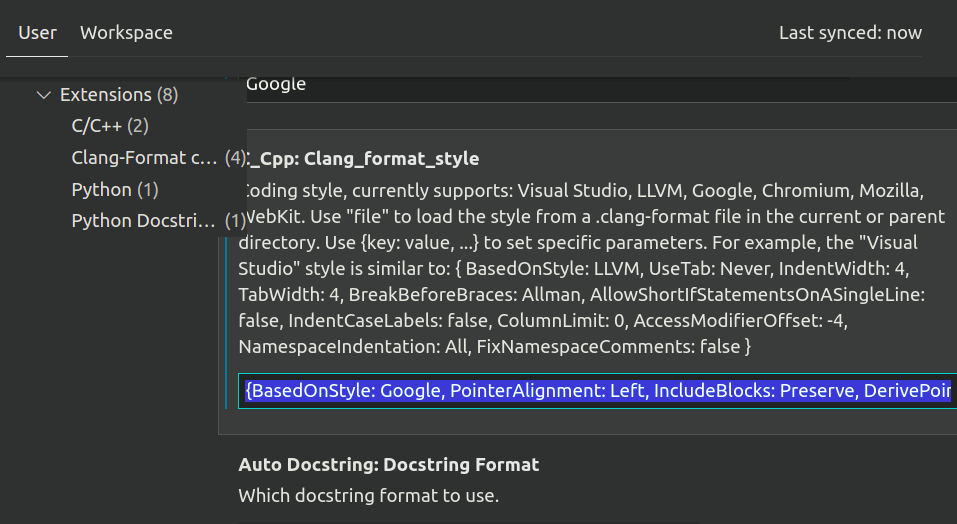 User Workspace Last synced: now
Extensions (8)
C/C++ (2)
Clang-Format c... (4)
Python (1)
Python Docstri... (1)
Google
C_Cpp: Clang_format_style
Coding style, currently supports: Visual Studio, LLVM, Google, Chromium, Mozilla,
WebKit. Use "file" to load the style from a .clang-format file in the current or parent
directory. Use {key: value, ...} to set specific parameters. For example, the "Visual
Studio" style is similar to: { BasedOnStyle: LLVM, UseTab: Never, IndentWidth: 4,
TabWidth: 4, BreakBeforeBraces: Allman, AllowShortIfStatementsOnASingleLine:
false, IndentCaseLabels: false, ColumnLimit: 0, AccessModifierOffset: -4,
NamespaceIndentation: All, FixNamespaceComments: false }
{BasedOnStyle: Google, PointerAlignment: Left, IncludeBlocks: Preserve, DerivePoin
Auto Docstring: Docstring Format
Which docstring format to use.